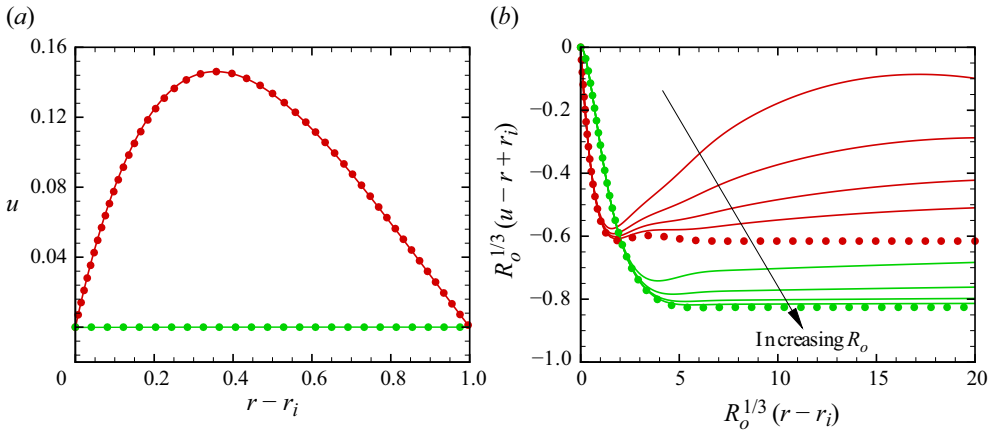 (a)
0.16
0.12
0.08
0.04
u
0 0.2 0.4 0.6 0.8 1.0
r − r_i
(b)
0
−0.2
−0.4
−0.6
−0.8
−1.0
R_o^{1/3} (u − r + r_i)
Increasing R_o
0 5 10 15 20
R_o^{1/3} (r − r_i)